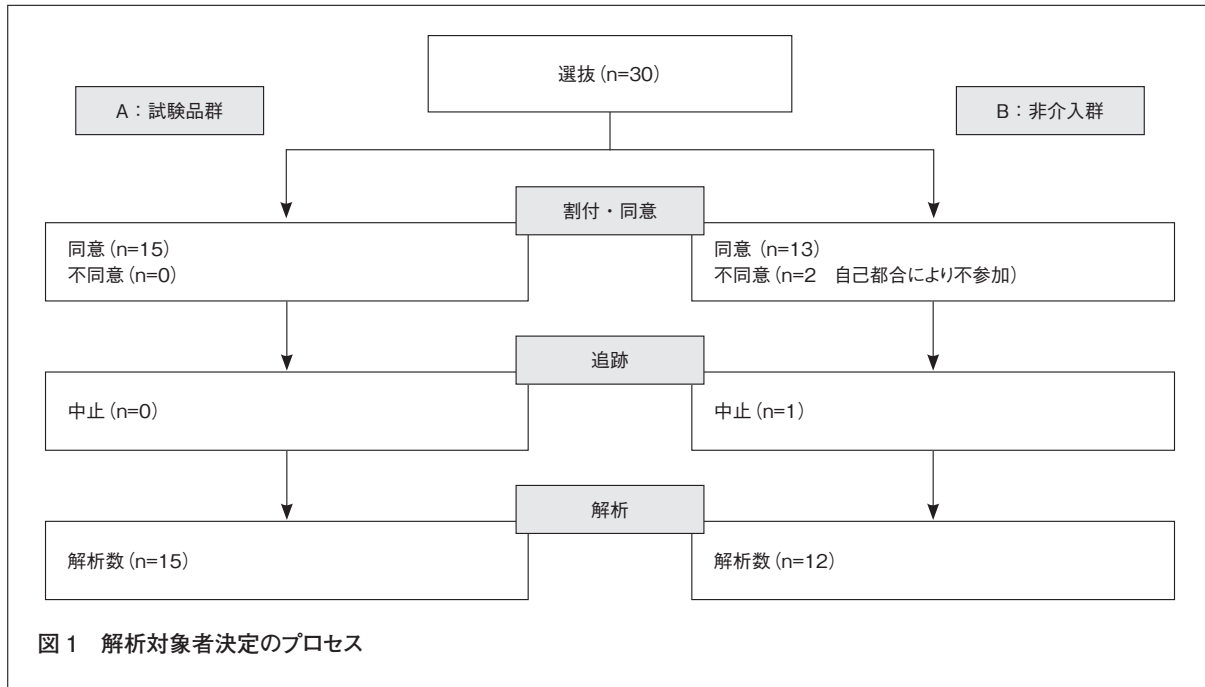 選抜(n=30)
A:試験品群
B:非介入群
割付・同意
同意(n=15)
不同意(n=0)
同意(n=13)
不同意(n=2 自己都合により不参加)
追跡
中止(n=0)
中止(n=1)
解析
解析数(n=15)
解析数(n=12)
図1 解析対象者決定のプロセス